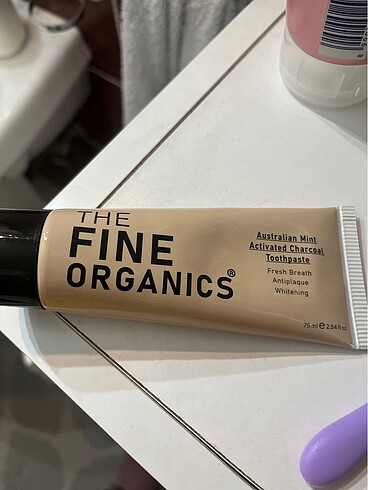 THE
FINE
ORGANICS®
Australian Mint
Activated Charcoal
Toothpaste
Fresh Breath
Antiplaque
Whitening
75 ml ℮ 2.54 fl oz